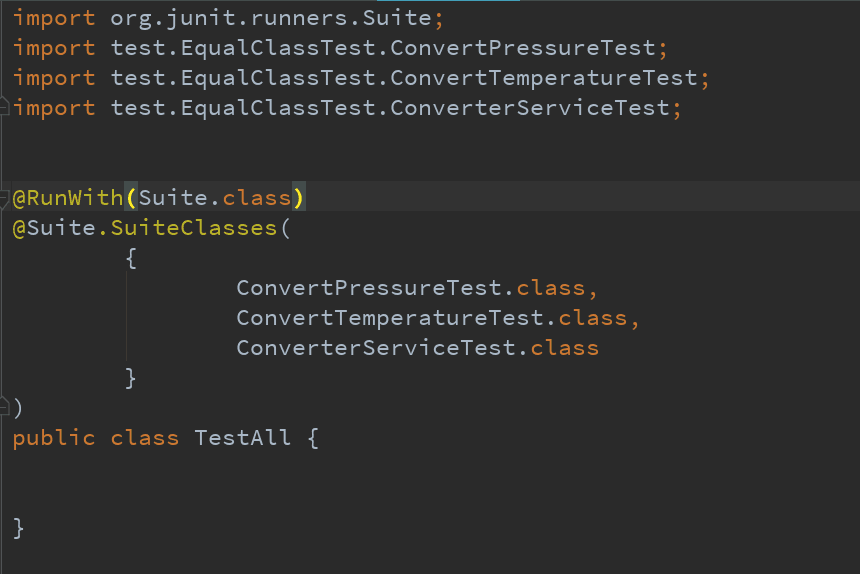 import org.junit.runners.Suite;
import test.EqualClassTest.ConvertPressureTest;
import test.EqualClassTest.ConvertTemperatureTest;
import test.EqualClassTest.ConverterServiceTest;
@RunWith(Suite.class)
@Suite.SuiteClasses(
{
ConvertPressureTest.class,
ConvertTemperatureTest.class,
ConverterServiceTest.class
}
)
public class TestAll {
}